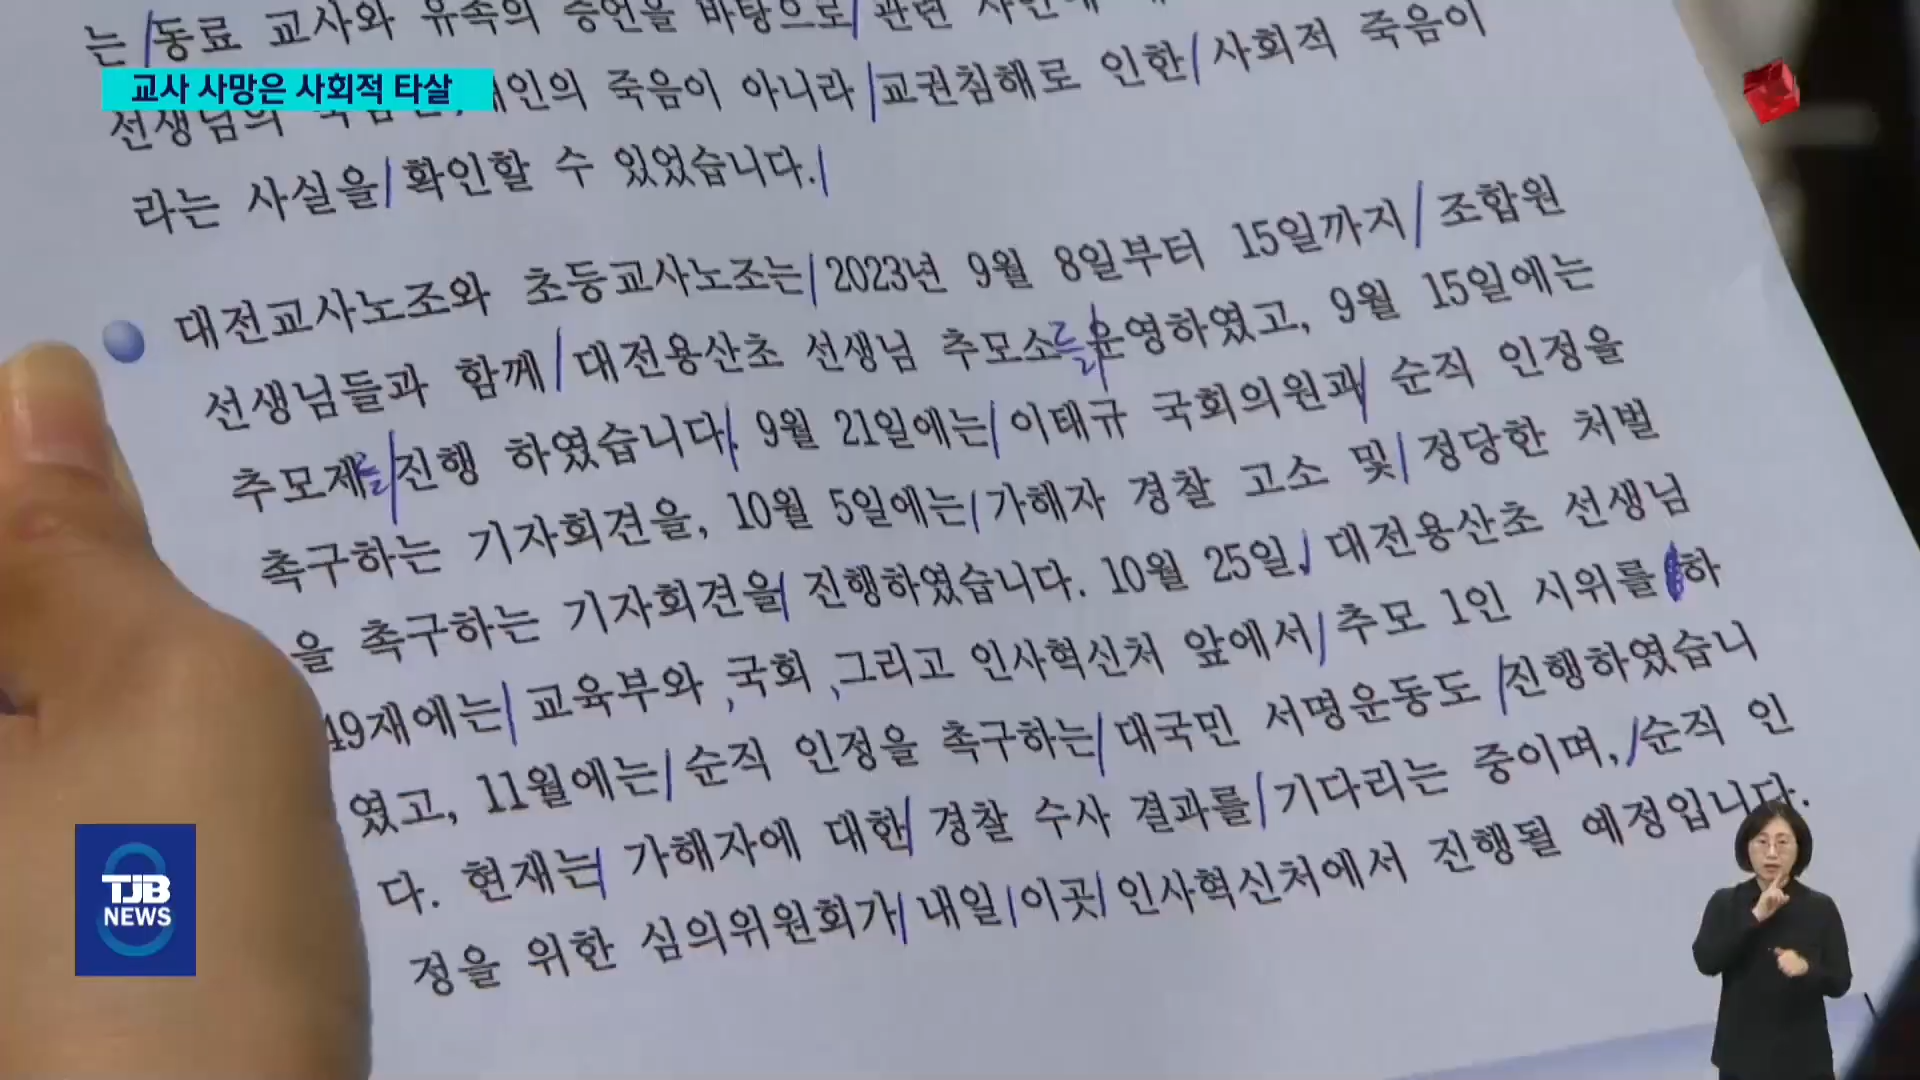 는 동료 교사와 유족의 증언을 바탕으로 관련
교사 사망은 사회적 타살
선생님의 개인의 죽음이 아니라 교권침해로 인한 사회적 죽음이
라는 사실을 확인할 수 있었습니다.
대전교사노조와 초등교사노조는 2023년 9월 8일부터 15일까지 조합원
선생님들과 함께 대전용산초 선생님 추모소를 운영하였고, 9월 15일에는
추모제를 진행 하였습니다. 9월 21일에는 이태규 국회의원과 순직 인정을
촉구하는 기자회견을, 10월 5일에는 가해자 경찰 고소 및 정당한 처벌
을 촉구하는 기자회견을 진행하였습니다. 10월 25일, 대전용산초 선생님
49재에는 교육부와, 국회, 그리고 인사혁신처 앞에서 추모 1인 시위를 하
였고, 11월에는 순직 인정을 촉구하는 대국민 서명운동도 진행하였습니
다. 현재는 가해자에 대한 경찰 수사 결과를 기다리는 중이며, 순직 인
정을 위한 심의위원회가 내일 이곳 인사혁신처에서 진행될 예정입니다.
TJB
NEWS